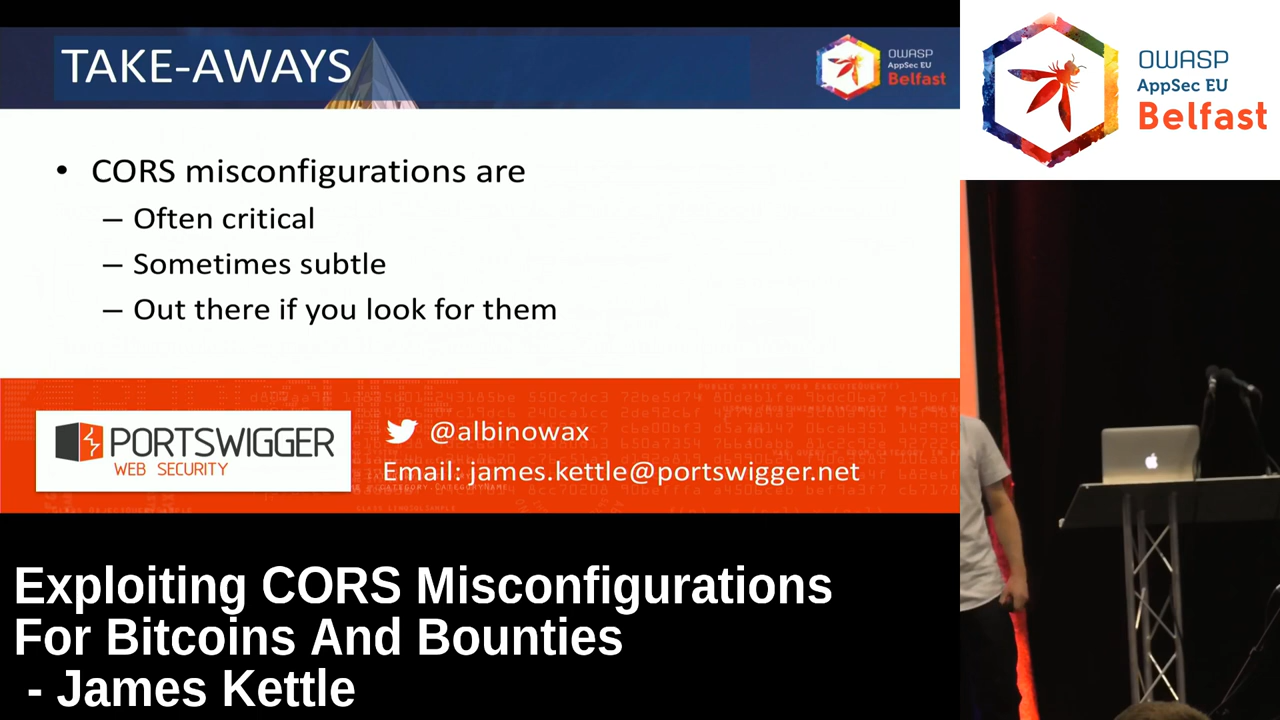 TAKE-AWAYS
OWASP
AppSec EU
Belfast
• CORS misconfigurations are
– Often critical
– Sometimes subtle
– Out there if you look for them
PORTSWIGGER
WEB SECURITY
@albinowax
Email: james.kettle@portswigger.net
OWASP
AppSec EU
Belfast
Exploiting CORS Misconfigurations
For Bitcoins And Bounties
- James Kettle